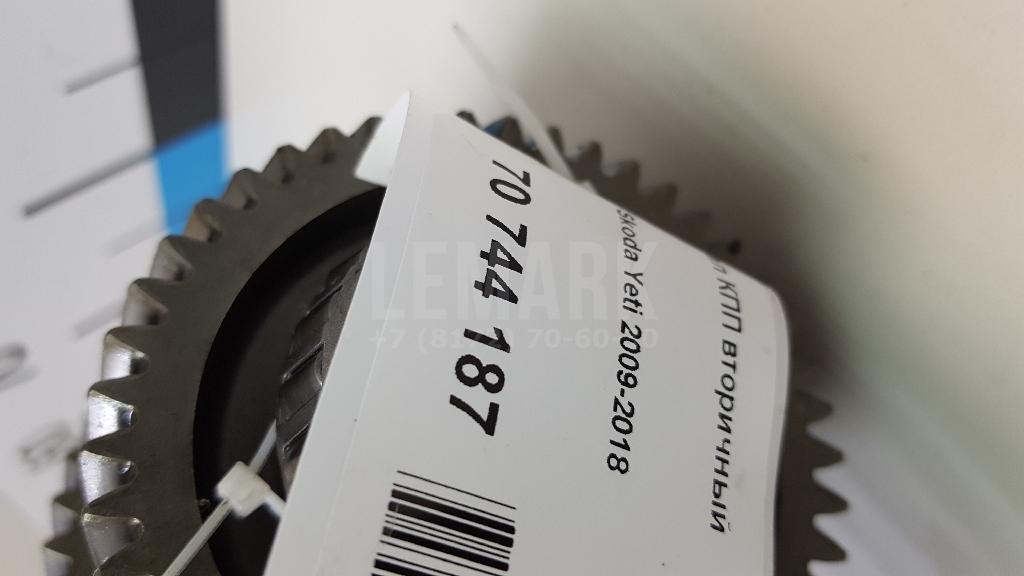 КПП вторичный
Skoda Yeti 2009-2018
70 744 187
LEMARK